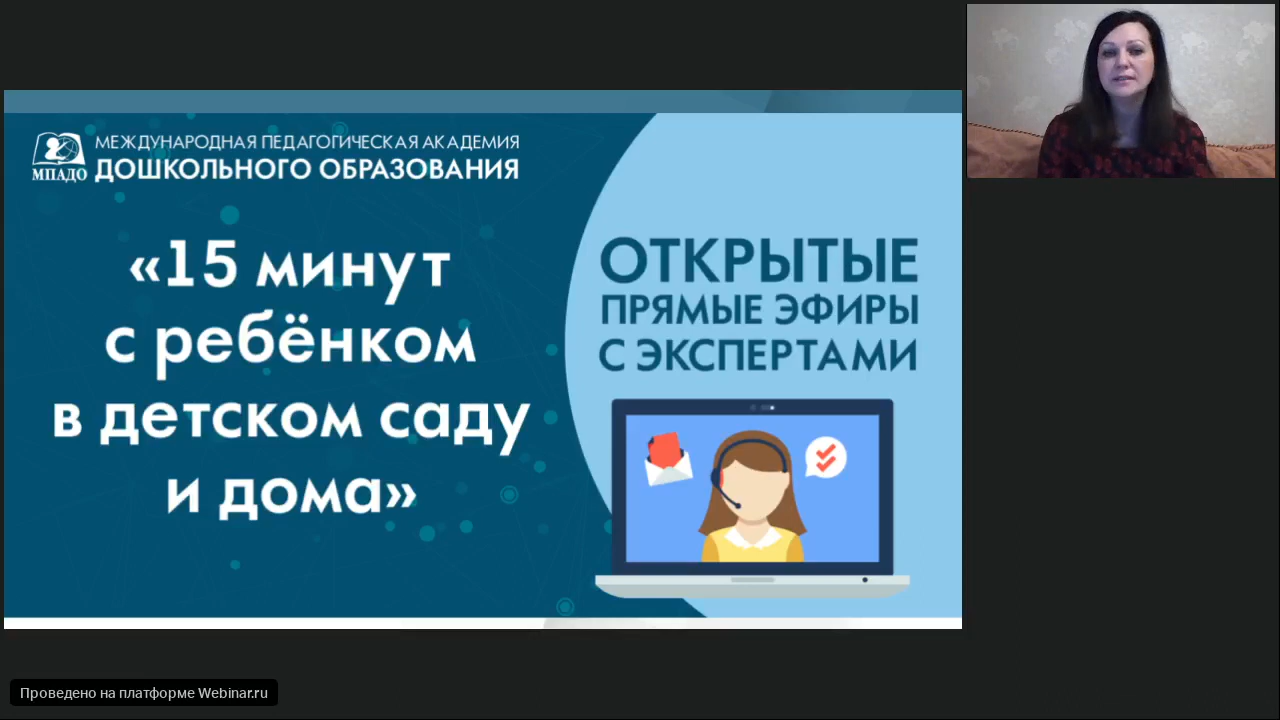 МЕЖДУНАРОДНАЯ ПЕДАГОГИЧЕСКАЯ АКАДЕМИЯ
МПАДО ДОШКОЛЬНОГО ОБРАЗОВАНИЯ
«15 минут
с ребёнком
в детском саду
и дома»
ОТКРЫТЫЕ
ПРЯМЫЕ ЭФИРЫ
С ЭКСПЕРТАМИ
Проведено на платформе Webinar.ru